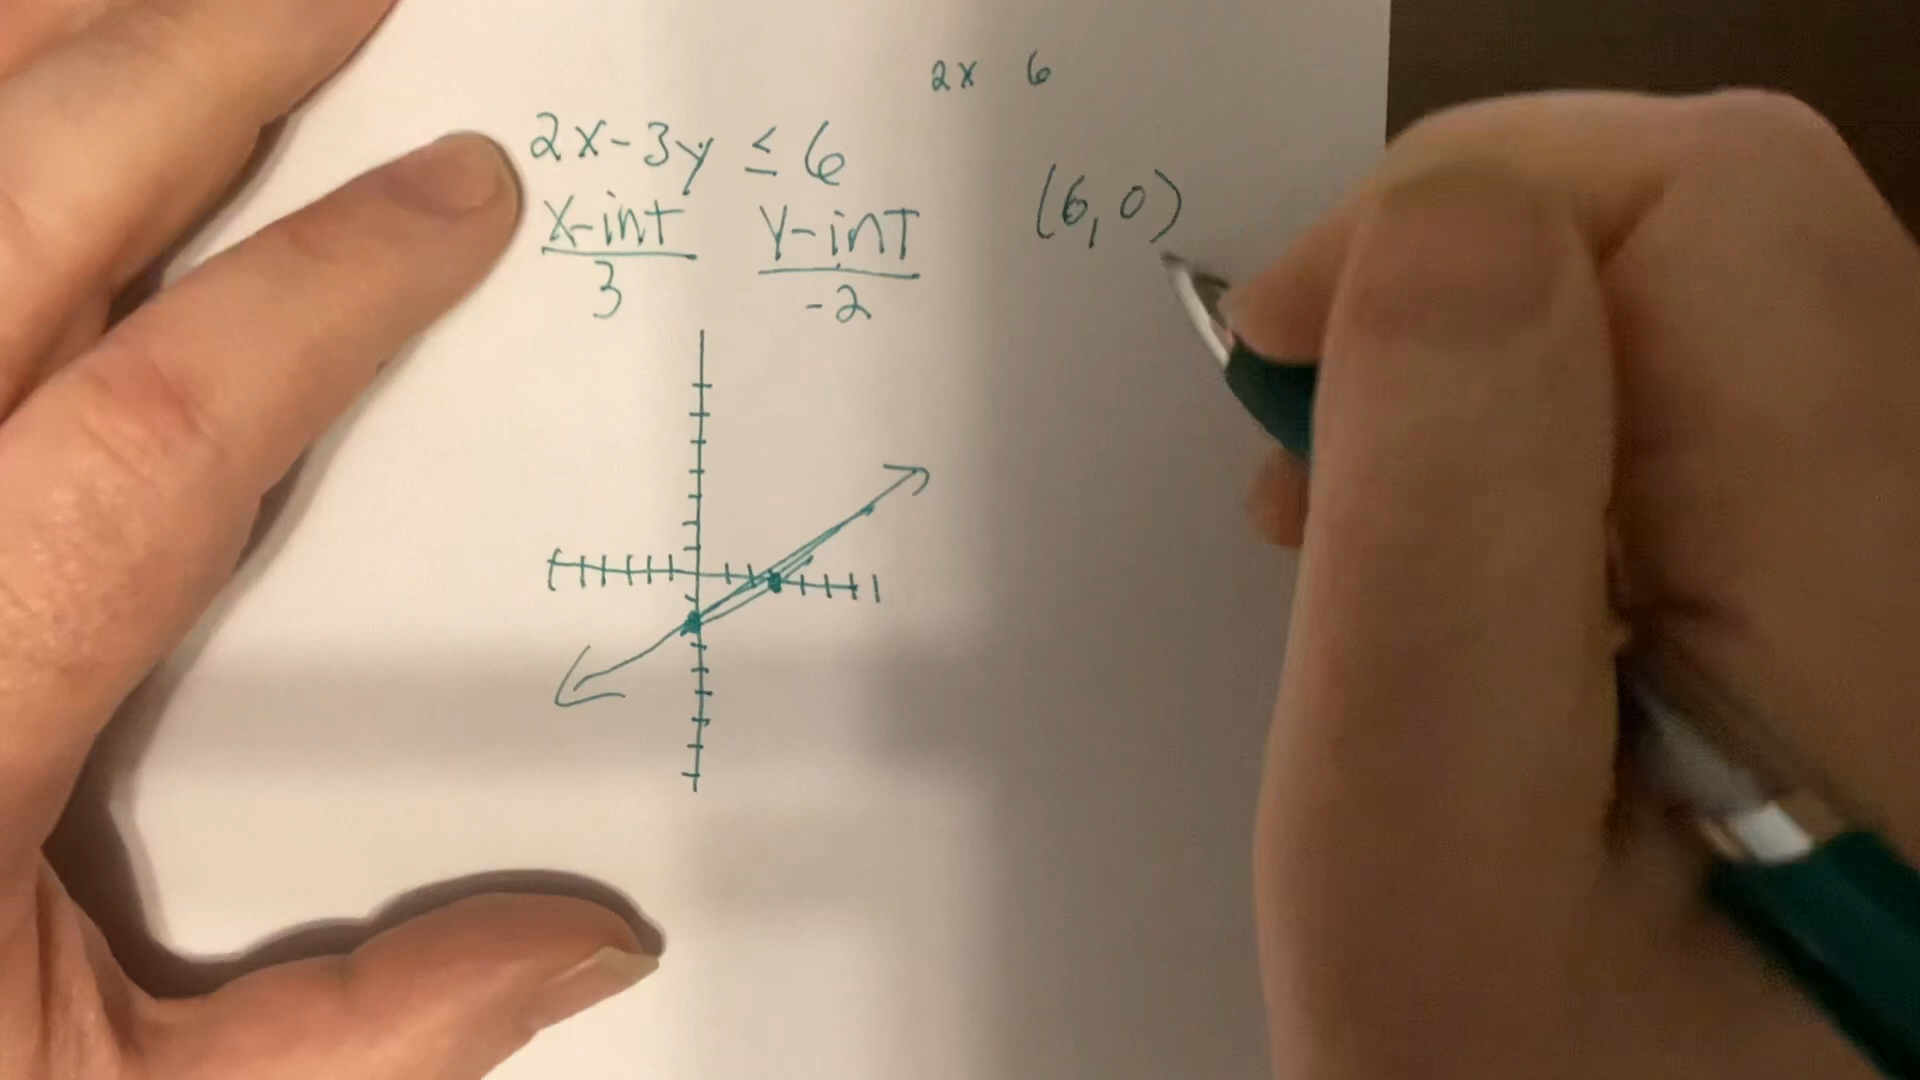 2x 6
2x-3y ≤ 6
x-int y-int
3 -2
(6,0)